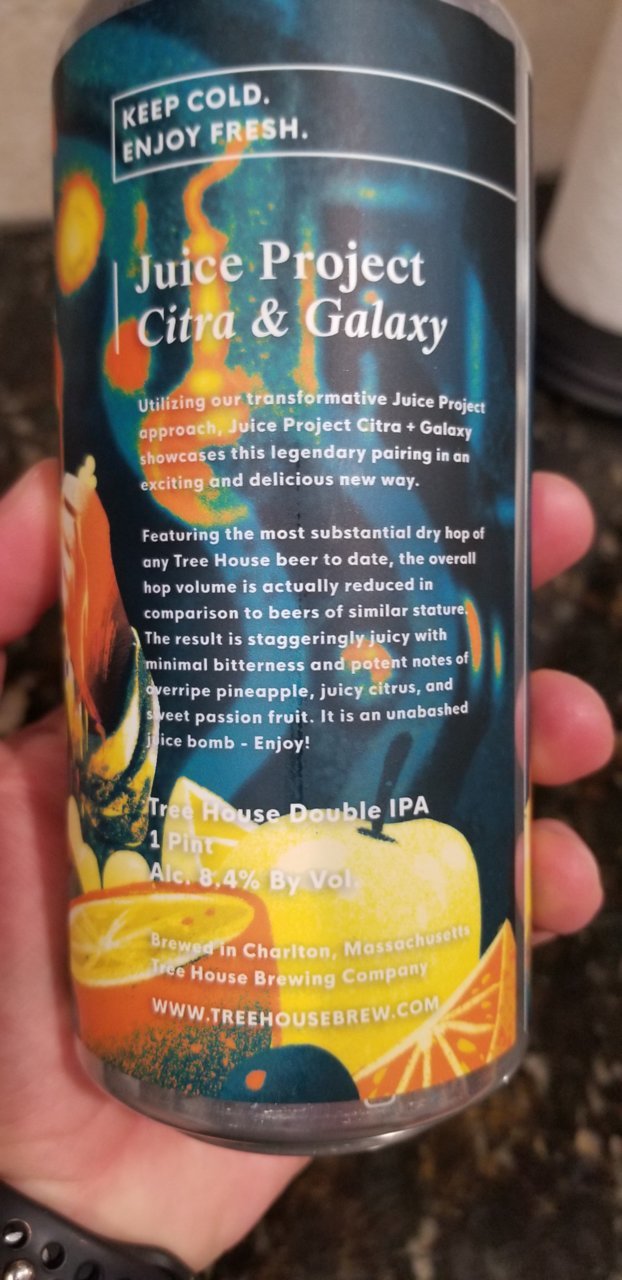 KEEP COLD.
ENJOY FRESH.
Juice Project
Citra & Galaxy
Utilizing our transformative Juice Project
approach, Juice Project Citra + Galaxy
showcases this legendary pairing in an
exciting and delicious new way.
Featuring the most substantial dry hop of
any Tree House beer to date, the overall
hop volume is actually reduced in
comparison to beers of similar stature.
The result is staggeringly juicy with
minimal bitterness and potent notes of
overripe pineapple, juicy citrus, and
sweet passion fruit. It is an unabashed
juice bomb - Enjoy!
Tree House Double IPA
1 Pint
Alc. 8.4% By Vol.
Brewed in Charlton, Massachusetts
Tree House Brewing Company
WWW.TREEHOUSEBREW.COM